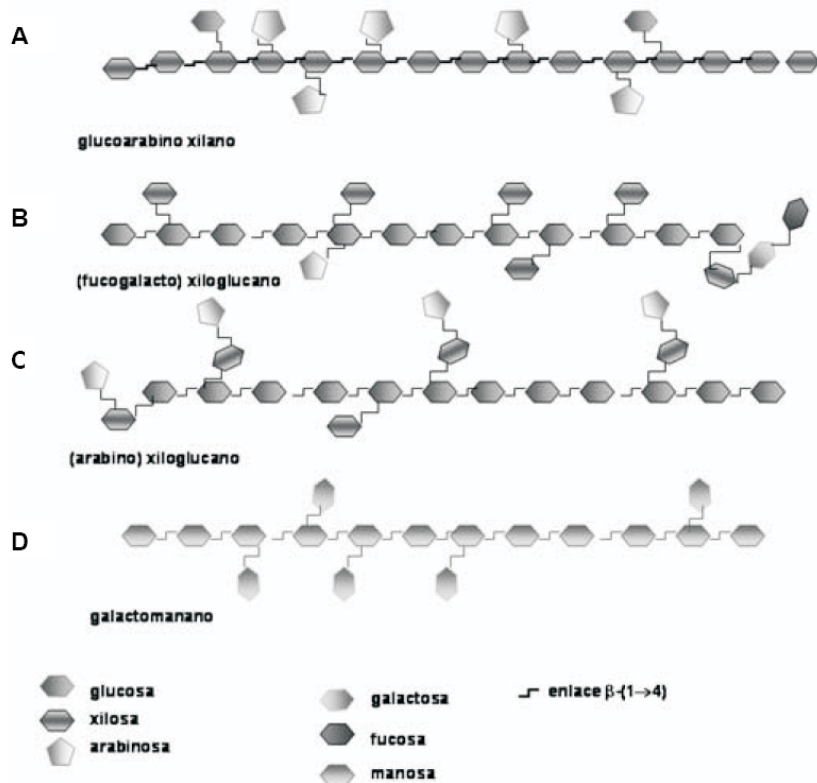 A
glucoarabino xilano
B
(fucogalacto) xiloglucano
C
(arabino) xiloglucano
D
galactomanano
glucosa
xilosa
arabinosa
galactosa
fucosa
manosa
enlace β-(1→4)